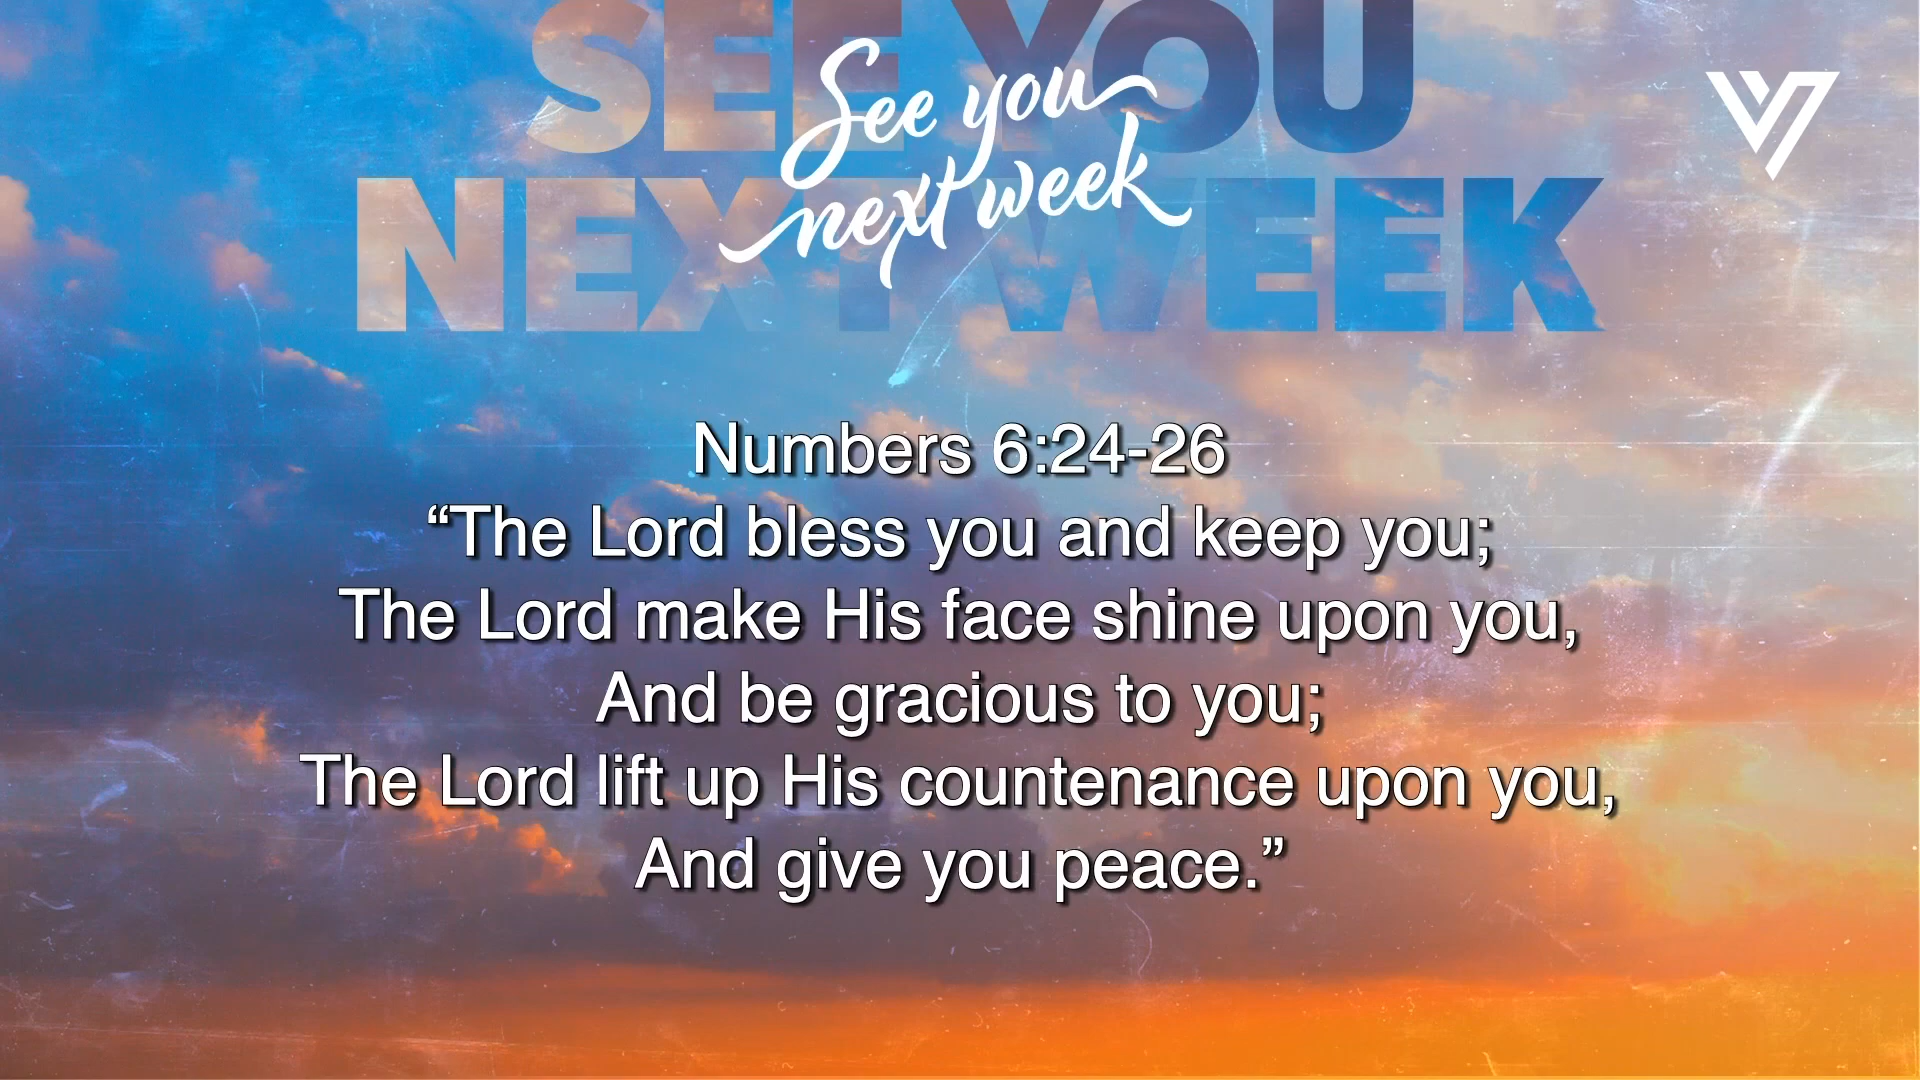 SEE YOU
NEXT WEEK
See you
next week
Numbers 6:24-26
“The Lord bless you and keep you;
The Lord make His face shine upon you,
And be gracious to you;
The Lord lift up His countenance upon you,
And give you peace.”